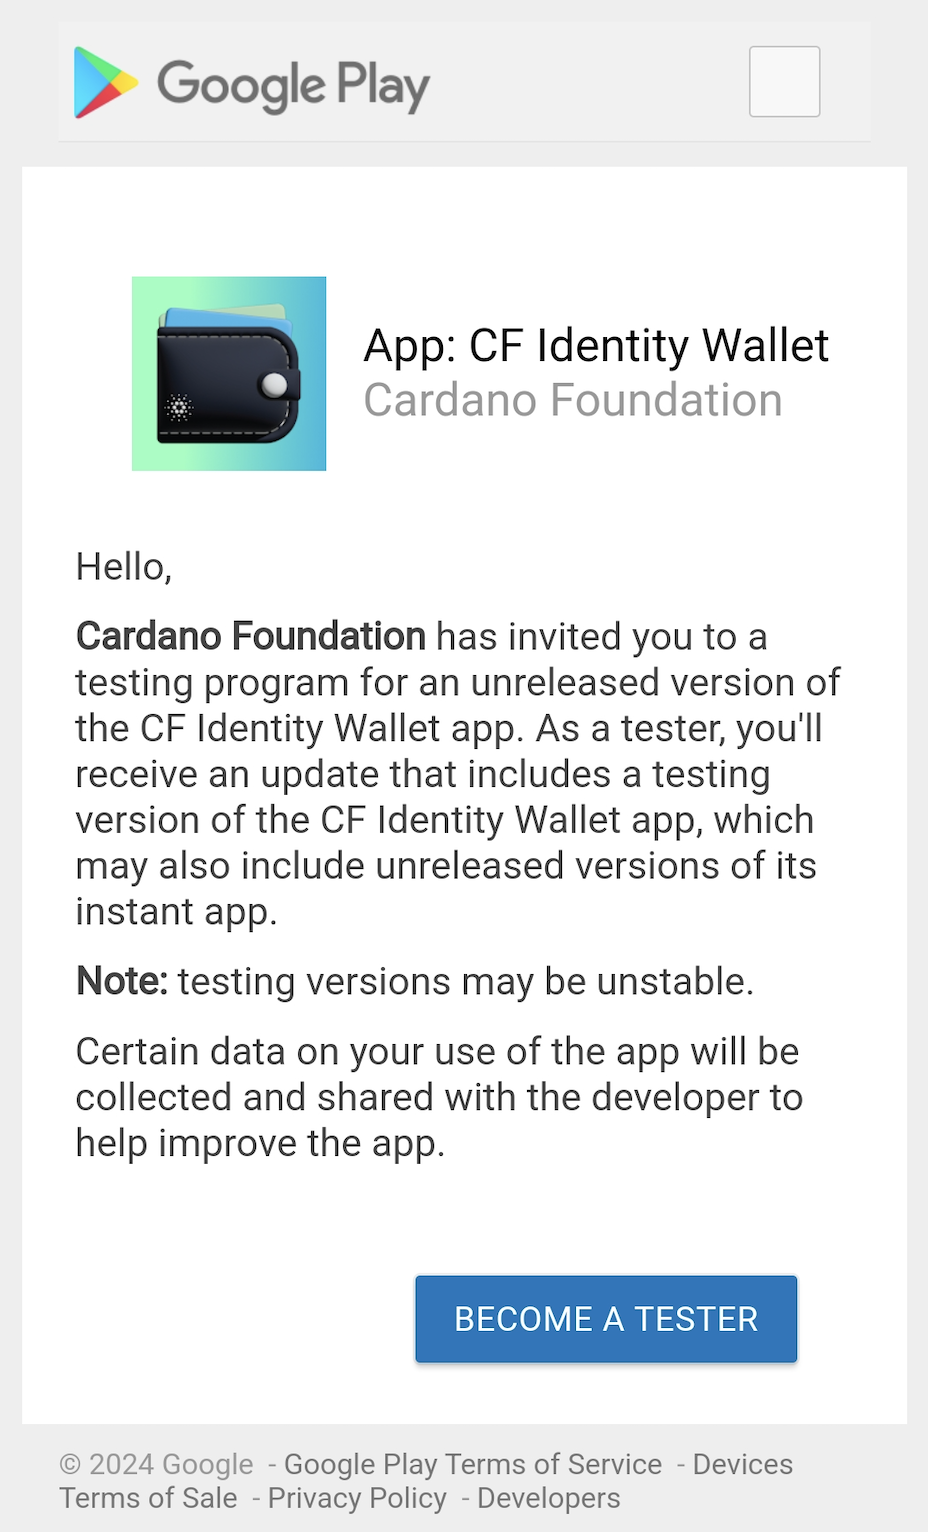 Google Play
App: CF Identity Wallet
Cardano Foundation
Hello,
Cardano Foundation has invited you to a
testing program for an unreleased version of
the CF Identity Wallet app. As a tester, you'll
receive an update that includes a testing
version of the CF Identity Wallet app, which
may also include unreleased versions of its
instant app.
Note: testing versions may be unstable.
Certain data on your use of the app will be
collected and shared with the developer to
help improve the app.
BECOME A TESTER
© 2024 Google - Google Play Terms of Service - Devices
Terms of Sale - Privacy Policy - Developers